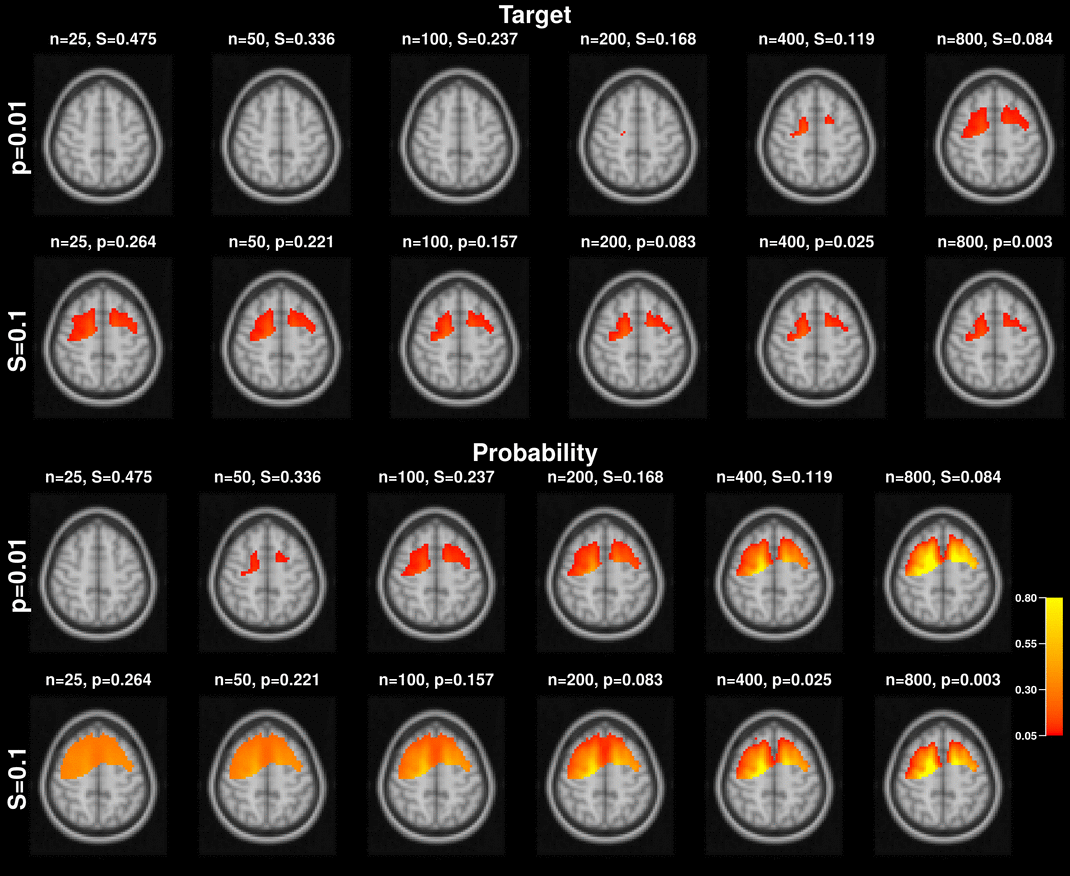 Target
n=25, S=0.475 n=50, S=0.336 n=100, S=0.237 n=200, S=0.168 n=400, S=0.119 n=800, S=0.084
p=0.01
n=25, p=0.264 n=50, p=0.221 n=100, p=0.157 n=200, p=0.083 n=400, p=0.025 n=800, p=0.003
S=0.1
Probability
n=25, S=0.475 n=50, S=0.336 n=100, S=0.237 n=200, S=0.168 n=400, S=0.119 n=800, S=0.084
p=0.01
0.80
0.55
0.30
0.05
n=25, p=0.264 n=50, p=0.221 n=100, p=0.157 n=200, p=0.083 n=400, p=0.025 n=800, p=0.003
S=0.1